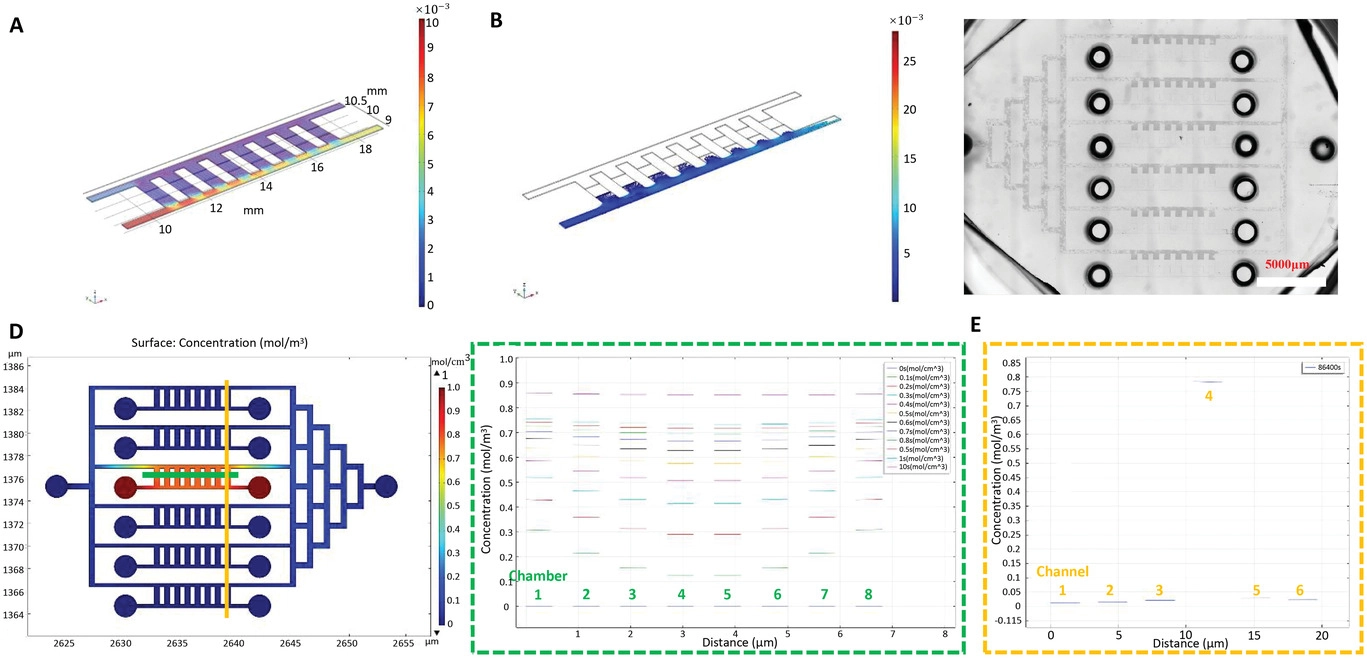 A
×10⁻³
10
9
8
7
6
5
4
3
2
1
0
10.5
mm
10
9
18
16
14
12
mm
10
B
×10⁻³
25
20
15
10
5
5000µm
D
Surface: Concentration (mol/m³)
µm
1386
1384
1382
1380
1378
1376
1374
1372
1370
1368
1366
1364
2625
2630
2635
2640
2645
2650
2655
µm
mol/cm³
▲ 1
1.0
0.9
0.8
0.7
0.6
0.5
0.4
0.3
0.2
0.1
0
▼ 0
Concentration (mol/m³)
1.0
0.9
0.8
0.7
0.6
0.5
0.4
0.3
0.2
0.1
0
0s(mol/cm^3)
0.1s(mol/cm^3)
0.2s(mol/cm^3)
0.3s(mol/cm^3)
0.4s(mol/cm^3)
0.5s(mol/cm^3)
0.6s(mol/cm^3)
0.7s(mol/cm^3)
0.8s(mol/cm^3)
0.5s(mol/cm^3)
1s(mol/cm^3)
10s(mol/cm^3)
Chamber
1 2 3 4 5 6 7 8
1 2 3 4 5 6 7 8
Distance (µm)
E
Concentration (mol/m³)
0.85
0.8
0.75
0.7
0.65
0.6
0.55
0.5
0.45
0.4
0.35
0.3
0.25
0.2
0.15
0.1
0.05
0
-0.115
86400s
4
Channel
1 2 3 5 6
0 5 10 15 20
Distance (µm)